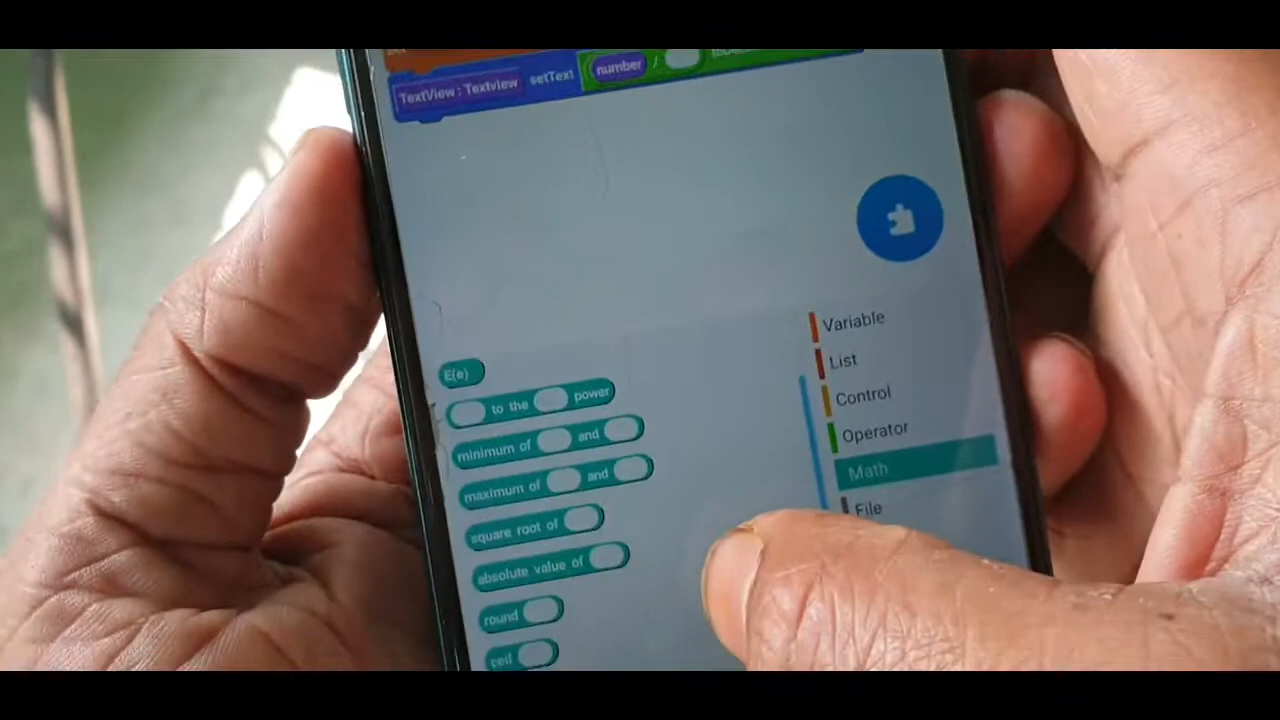 TextView : Textview setText number /
Variable
List
Control
Operator
Math
File
E(e)
to the power
minimum of and
maximum of and
square root of
absolute value of
round
ceil